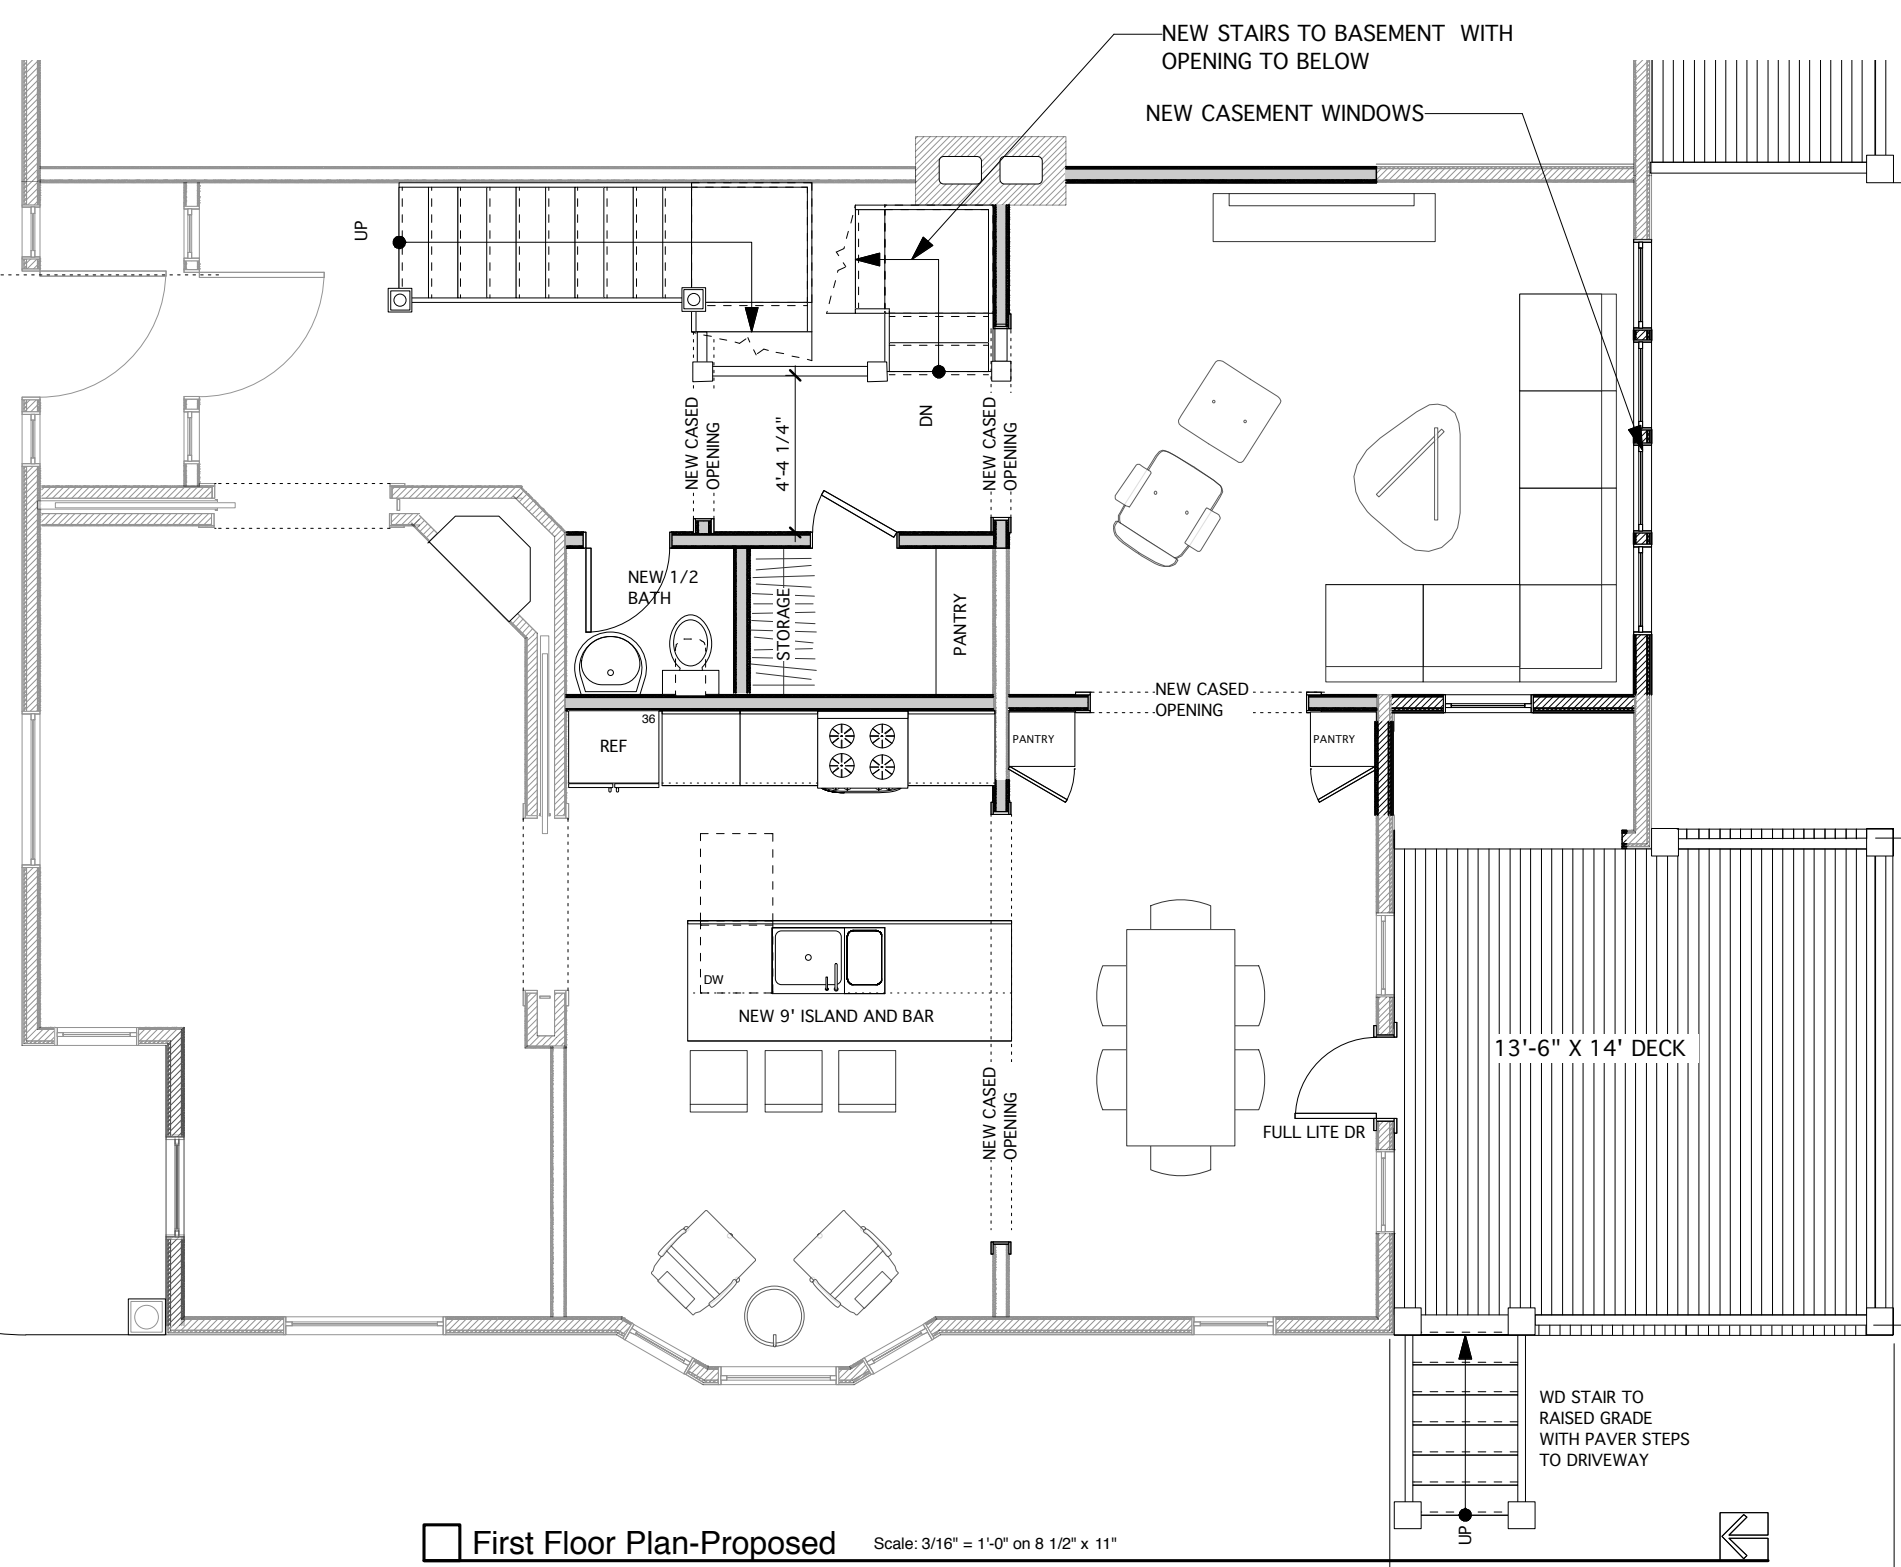 NEW STAIRS TO BASEMENT WITH
OPENING TO BELOW
NEW CASEMENT WINDOWS
UP
DN
NEW CASED
OPENING
4'-4 1/4"
NEW CASED
OPENING
NEW 1/2
BATH
STORAGE
PANTRY
NEW CASED
OPENING
36
REF
PANTRY
PANTRY
DW
NEW 9' ISLAND AND BAR
NEW CASED
OPENING
FULL LITE DR
13'-6" X 14' DECK
WD STAIR TO
RAISED GRADE
WITH PAVER STEPS
TO DRIVEWAY
UP
First Floor Plan-Proposed
Scale: 3/16" = 1'-0" on 8 1/2" x 11"